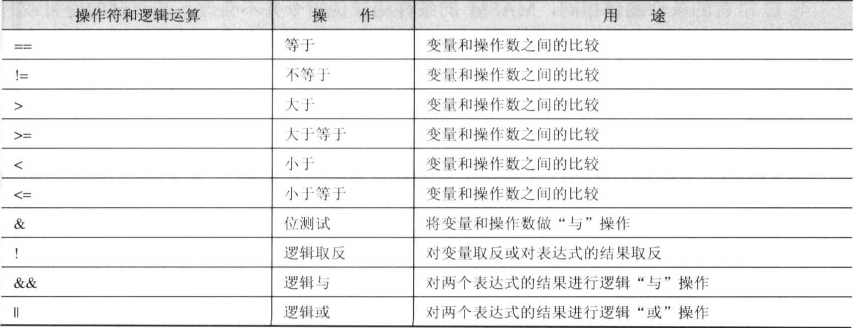 操作符和逻辑运算 操 作 用 途
== 等于 变量和操作数之间的比较
!= 不等于 变量和操作数之间的比较
> 大于 变量和操作数之间的比较
>= 大于等于 变量和操作数之间的比较
< 小于 变量和操作数之间的比较
<= 小于等于 变量和操作数之间的比较
& 位测试 将变量和操作数做“与”操作
! 逻辑取反 对变量取反或对表达式的结果取反
&& 逻辑与 对两个表达式的结果进行逻辑“与”操作
|| 逻辑或 对两个表达式的结果进行逻辑“或”操作